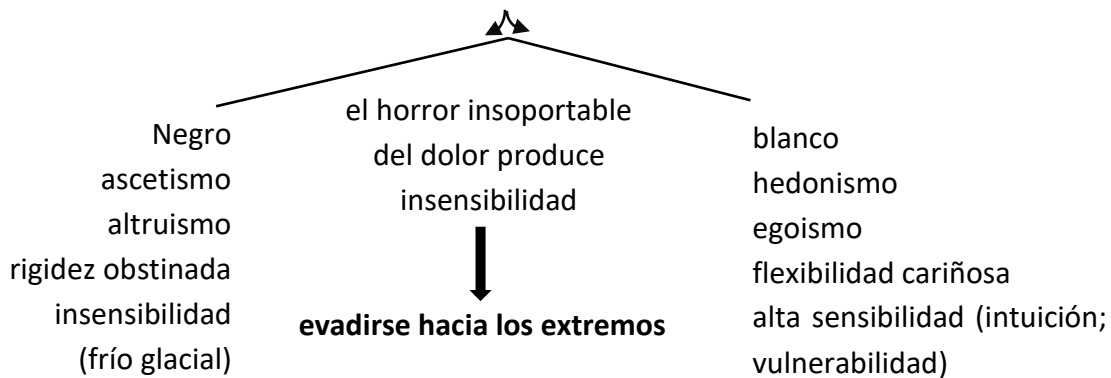 Negro
ascetismo
altruismo
rigidez obstinada
insensibilidad
(frío glacial)
el horror insoportable
del dolor produce
insensibilidad
evadirse hacia los extremos
blanco
hedonismo
egoismo
flexibilidad cariñosa
alta sensibilidad (intuición;
vulnerabilidad)